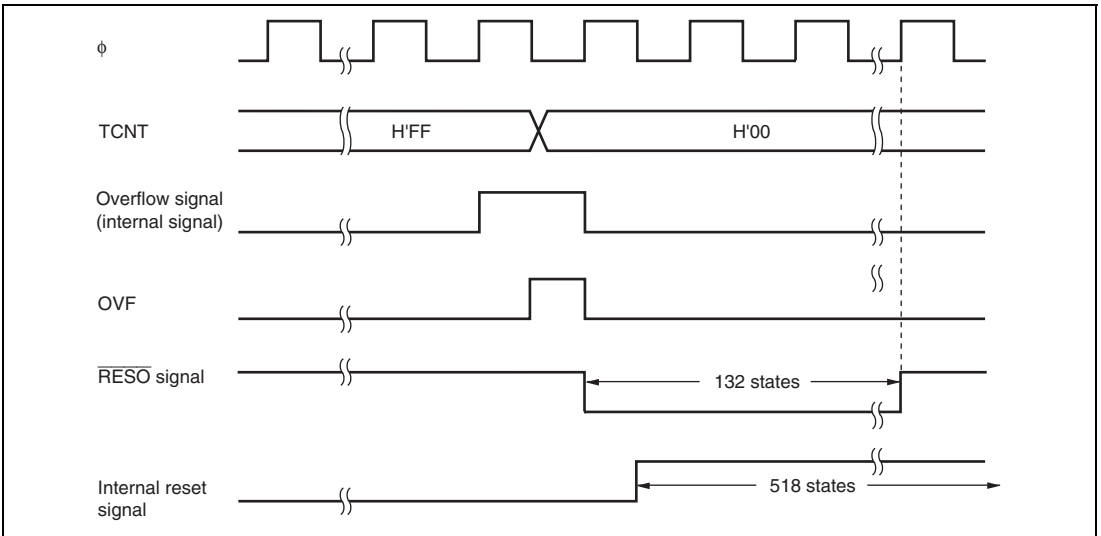 ϕ
TCNT
H'FF
H'00
Overflow signal
(internal signal)
OVF
RESO signal
132 states
Internal reset
signal
518 states